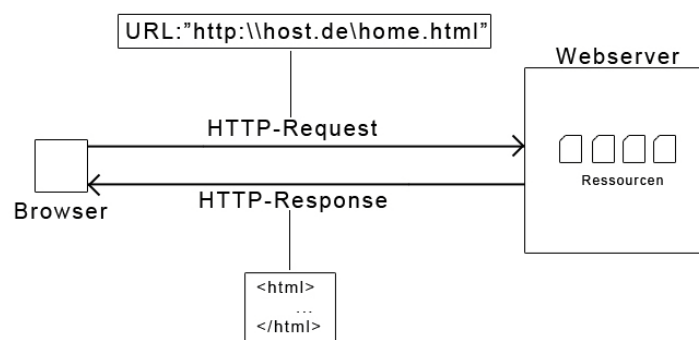 URL:”http:\\host.de\home.html”
Webserver
HTTP-Request
Ressourcen
HTTP-Response
Browser
<html>
...
</html>